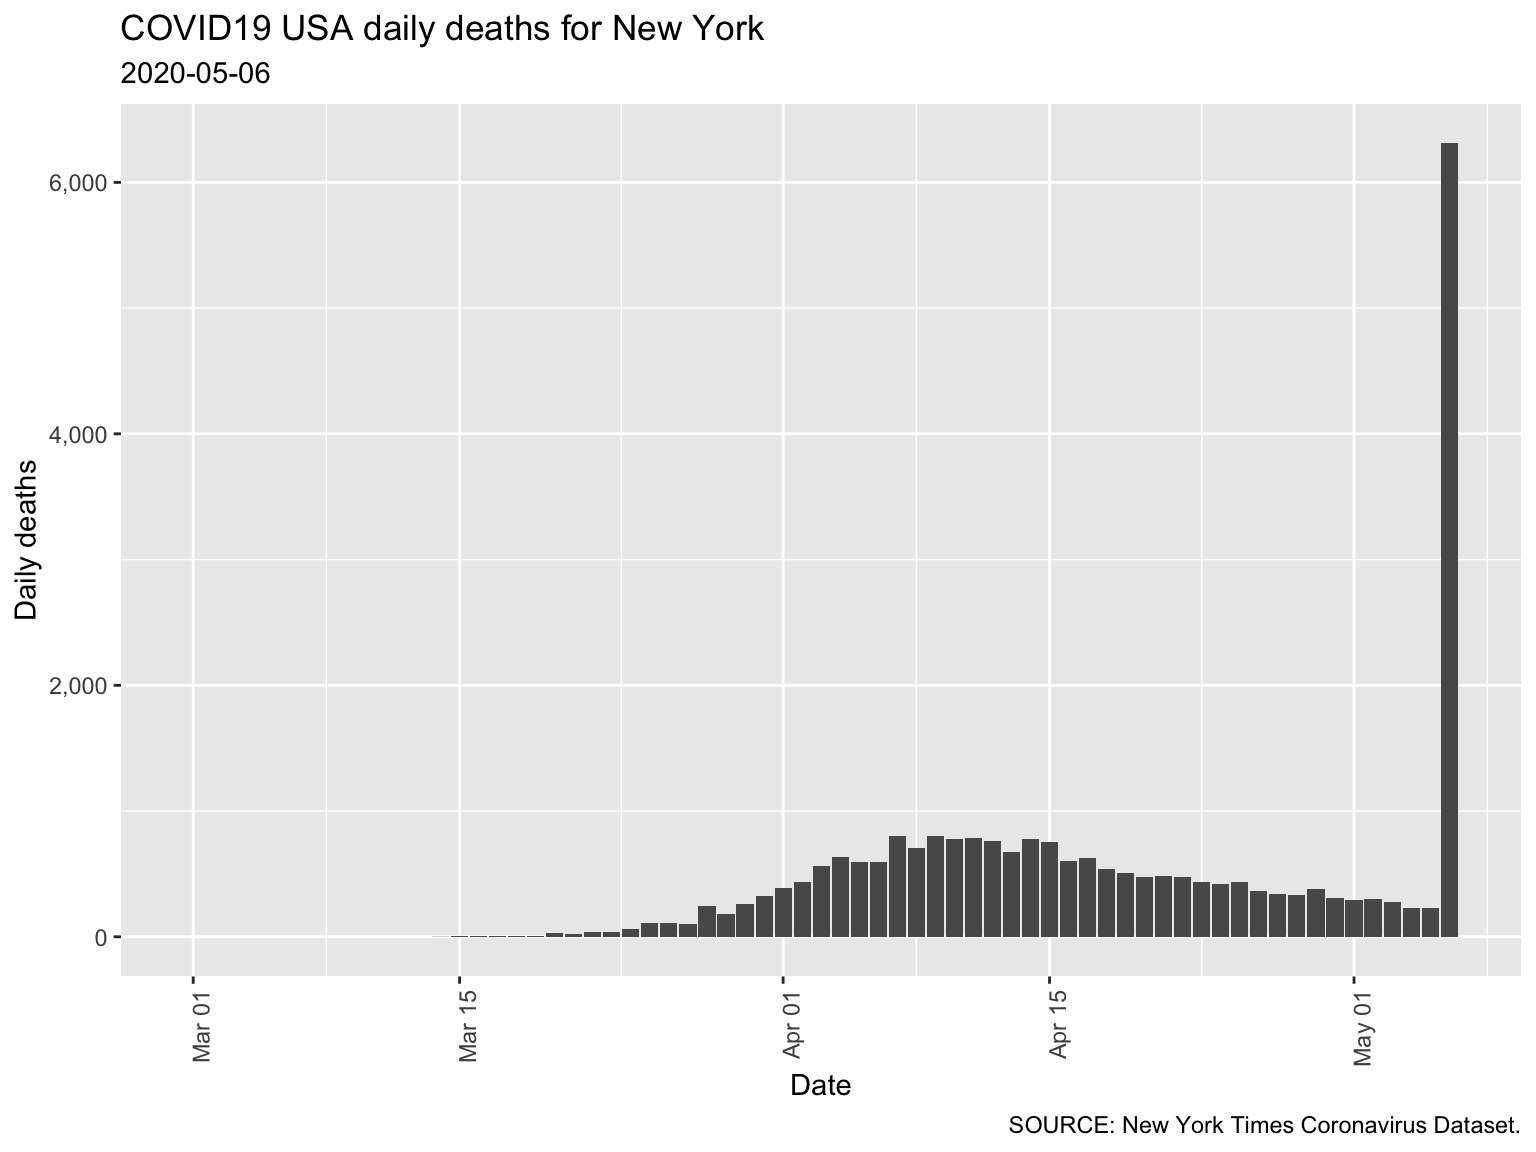 COVID19 USA daily deaths for New York
2020-05-06
Daily deaths
6,000
4,000
2,000
0
Mar 01
Mar 15
Apr 01
Apr 15
May 01
Date
SOURCE: New York Times Coronavirus Dataset.